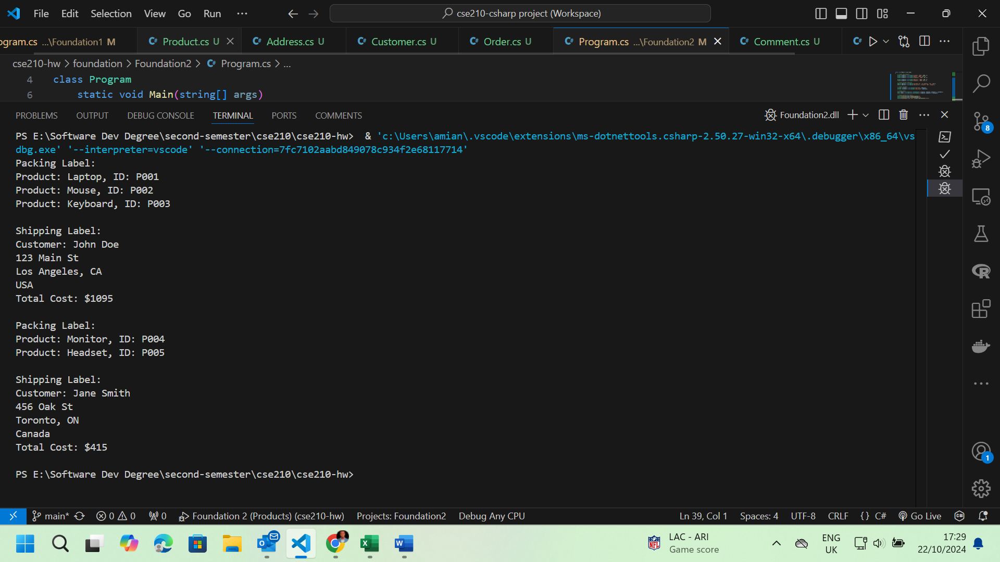 File Edit Selection View Go Run ···
cse210-csharp project (Workspace)
ogram.cs ...\Foundation1 M
C# Product.cs U
C# Address.cs U
C# Customer.cs U
C# Order.cs U
C# Program.cs ...\Foundation2 M
C# Comment.cs U
C#
cse210-hw > foundation > Foundation2 > C# Program.cs > ...
4 class Program
6 static void Main(string[] args)
PROBLEMS OUTPUT DEBUG CONSOLE TERMINAL PORTS COMMENTS
Foundation2.dll
PS E:\Software Dev Degree\second-semester\cse210\cse210-hw> & 'c:\Users\amian\.vscode\extensions\ms-dotnettools.csharp-2.50.27-win32-x64\.debugger\x86_64\vs
dbg.exe' '--interpreter=vscode' '--connection=7fc7102aabd849078c934f2e68117714'
Packing Label:
Product: Laptop, ID: P001
Product: Mouse, ID: P002
Product: Keyboard, ID: P003
Shipping Label:
Customer: John Doe
123 Main St
Los Angeles, CA
USA
Total Cost: $1095
Packing Label:
Product: Monitor, ID: P004
Product: Headset, ID: P005
Shipping Label:
Customer: Jane Smith
456 Oak St
Toronto, ON
Canada
Total Cost: $415
PS E:\Software Dev Degree\second-semester\cse210\cse210-hw>
8
R
1
main* 0 0 0 Foundation 2 (Products) (cse210-hw) Projects: Foundation2 Debug Any CPU
Ln 39, Col 1 Spaces: 4 UTF-8 CRLF {} C# Go Live
NFL
LAC - ARI
Game score
ENG
UK
17:29
22/10/2024